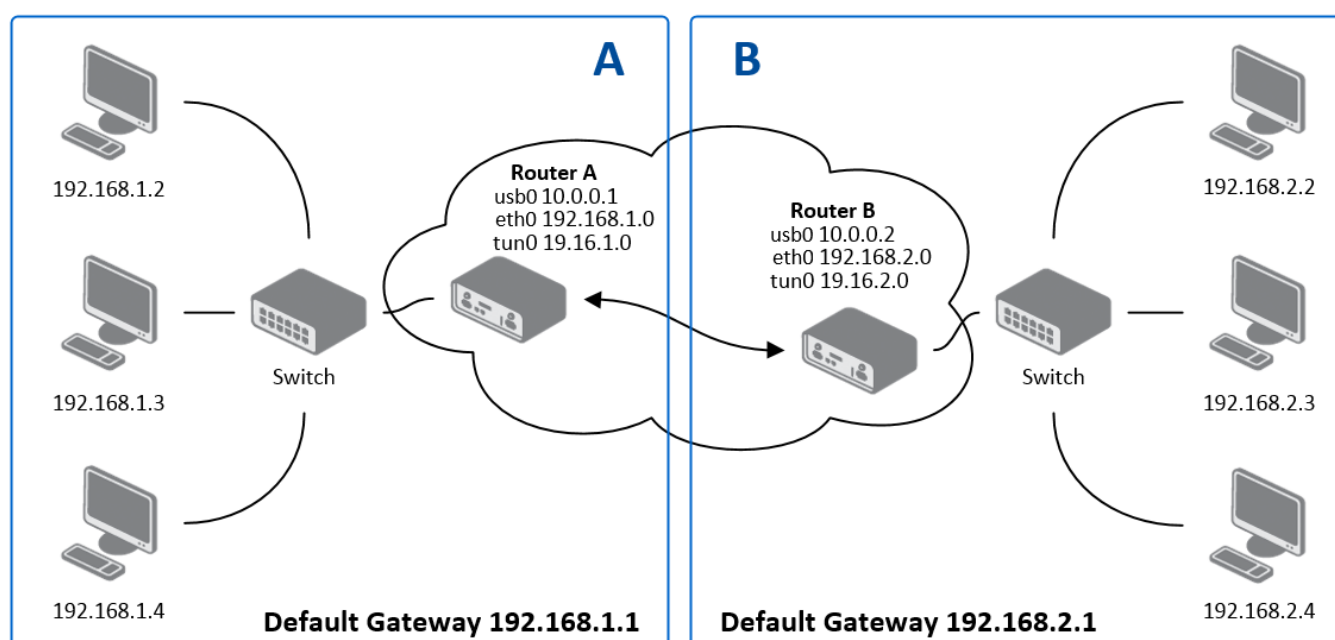 A
192.168.1.2
192.168.1.3
192.168.1.4
Switch
Router A
usb0 10.0.0.1
eth0 192.168.1.0
tun0 19.16.1.0
Default Gateway 192.168.1.1
B
Router B
usb0 10.0.0.2
eth0 192.168.2.0
tun0 19.16.2.0
Switch
192.168.2.2
192.168.2.3
192.168.2.4
Default Gateway 192.168.2.1